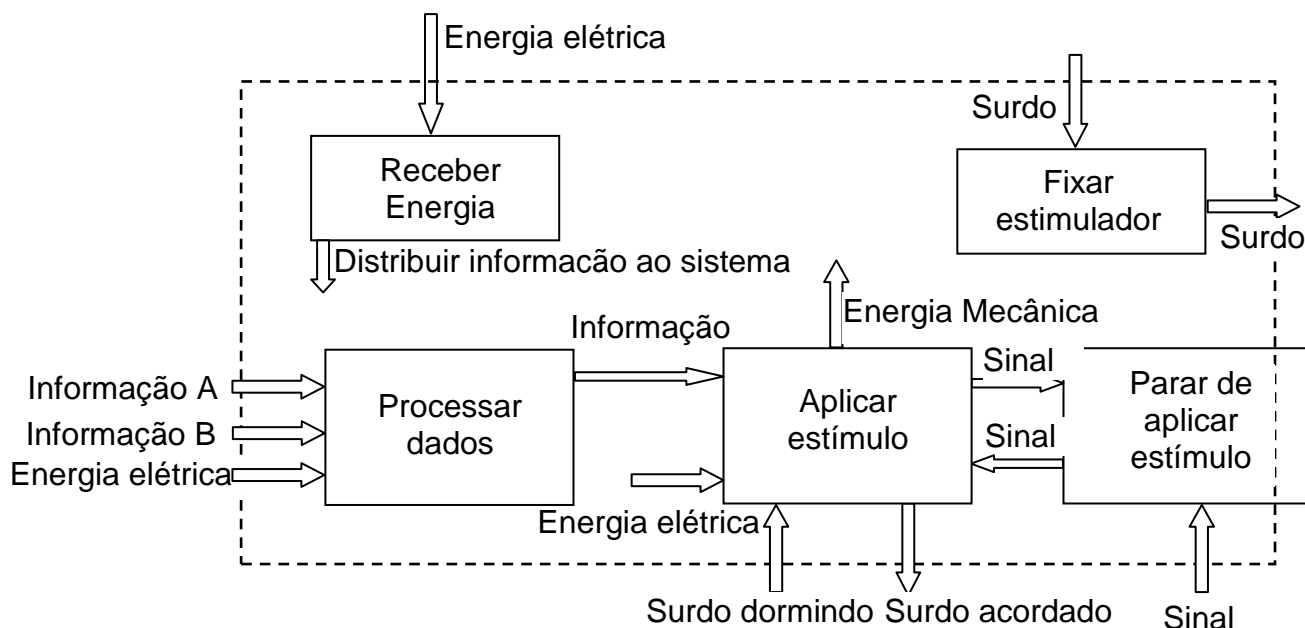 Energia elétrica
Surdo
Receber
Energia
Fixar
estimulador
Surdo
Distribuir informacão ao sistema
Energia Mecânica
Informação
Sinal
Informação A
Informação B
Energia elétrica
Processar
dados
Aplicar
estímulo
Sinal
Parar de
aplicar
estímulo
Energia elétrica
Surdo dormindo
Surdo acordado
Sinal